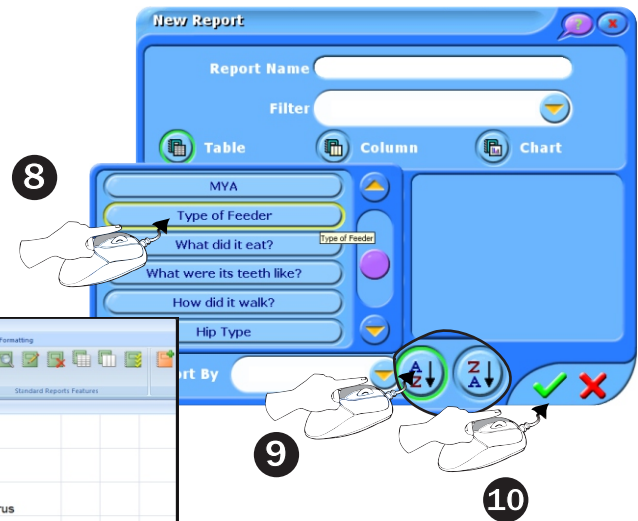 New Report
?
x
Report Name
Filter
Table
Column
Chart
8
MYA
Type of Feeder
Type of Feeder
What did it eat?
What were its teeth like?
How did it walk?
Hip Type
Formatting
Standard Reports Features
rt By
A
Z
Z
A
9
10
rus